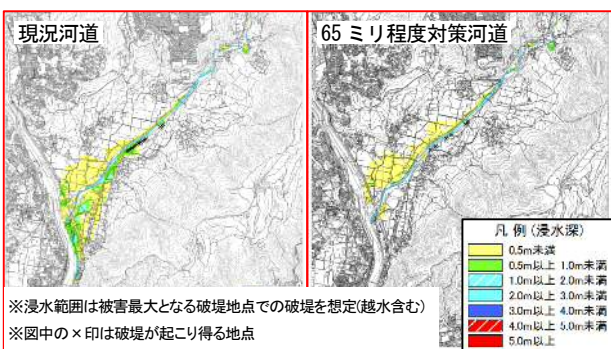 現況河道
65 ミリ程度対策河道
凡 例 (浸水深)
0.5m未満
0.5m以上 1.0m未満
1.0m以上 2.0m未満
2.0m以上 3.0m未満
3.0m以上 4.0m未満
4.0m以上 5.0m未満
5.0m以上
※浸水範囲は被害最大となる破堤地点での破堤を想定(越水含む)
※図中の×印は破堤が起こり得る地点